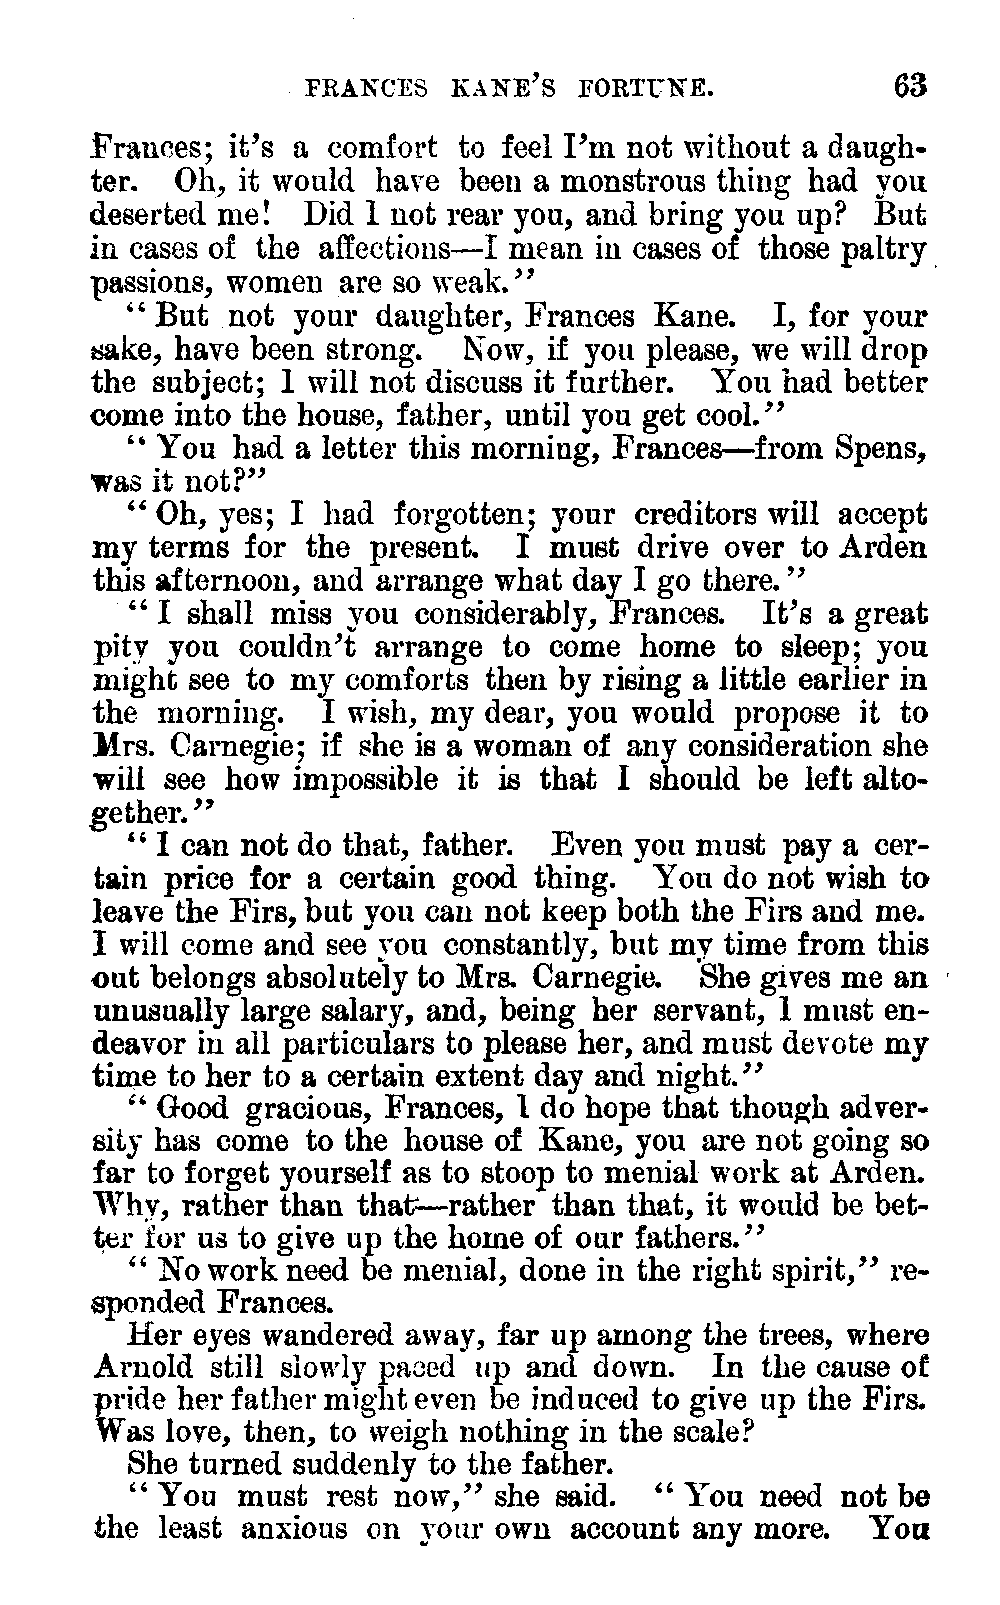 FRANCES KANE'S FORTUNE. 63
Frances; it's a comfort to feel I'm not without a daugh-
ter. Oh, it would have been a monstrous thing had you
deserted me! Did I not rear you, and bring you up? But
in cases of the affections—I mean in cases of those paltry
passions, women are so weak."
"But not your daughter, Frances Kane. I, for your
sake, have been strong. Now, if you please, we will drop
the subject; I will not discuss it further. You had better
come into the house, father, until you get cool."
"You had a letter this morning, Frances—from Spens,
was it not?"
"Oh, yes; I had forgotten; your creditors will accept
my terms for the present. I must drive over to Arden
this afternoon, and arrange what day I go there."
"I shall miss you considerably, Frances. It's a great
pity you couldn't arrange to come home to sleep; you
might see to my comforts then by rising a little earlier in
the morning. I wish, my dear, you would propose it to
Mrs. Carnegie; if she is a woman of any consideration she
will see how impossible it is that I should be left alto-
gether."
"I can not do that, father. Even you must pay a cer-
tain price for a certain good thing. You do not wish to
leave the Firs, but you can not keep both the Firs and me.
I will come and see you constantly, but my time from this
out belongs absolutely to Mrs. Carnegie. She gives me an
unusually large salary, and, being her servant, I must en-
deavor in all particulars to please her, and must devote my
time to her to a certain extent day and night."
"Good gracious, Frances, I do hope that though adver-
sity has come to the house of Kane, you are not going so
far to forget yourself as to stoop to menial work at Arden.
Why, rather than that—rather than that, it would be bet-
ter for us to give up the home of our fathers."
"No work need be menial, done in the right spirit," re-
sponded Frances.
Her eyes wandered away, far up among the trees, where
Arnold still slowly paced up and down. In the cause of
pride her father might even be induced to give up the Firs.
Was love, then, to weigh nothing in the scale?
She turned suddenly to the father.
"You must rest now," she said. "You need not be
the least anxious on your own account any more. You